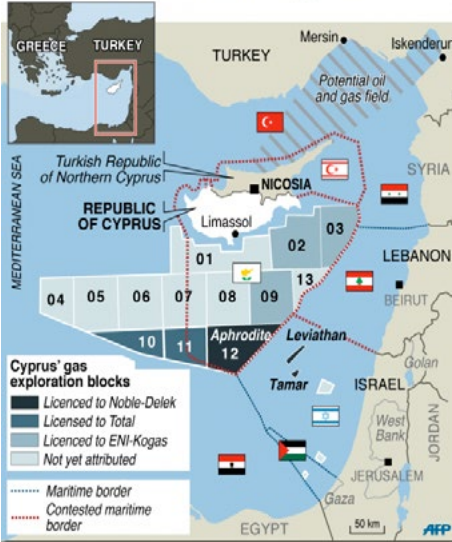 GREECE
TURKEY
TURKEY
Mersin
Iskenderun
Potential oil
and gas field
MEDITERRANEAN SEA
Turkish Republic
of Northern Cyprus
NICOSIA
SYRIA
REPUBLIC
OF CYPRUS
Limassol
01
02
03
LEBANON
BEIRUT
04
05
06
07
08
09
13
10
11
Aphrodite
12
Leviathan
Tamar
ISRAEL
Golan
West
Bank
JORDAN
JERUSALEM
Gaza
EGYPT
Cyprus' gas
exploration blocks
Licenced to Noble-Delek
Licensed to Total
Licenced to ENI-Kogas
Not yet attributed
Maritime border
Contested maritime
border
50 km
AFP